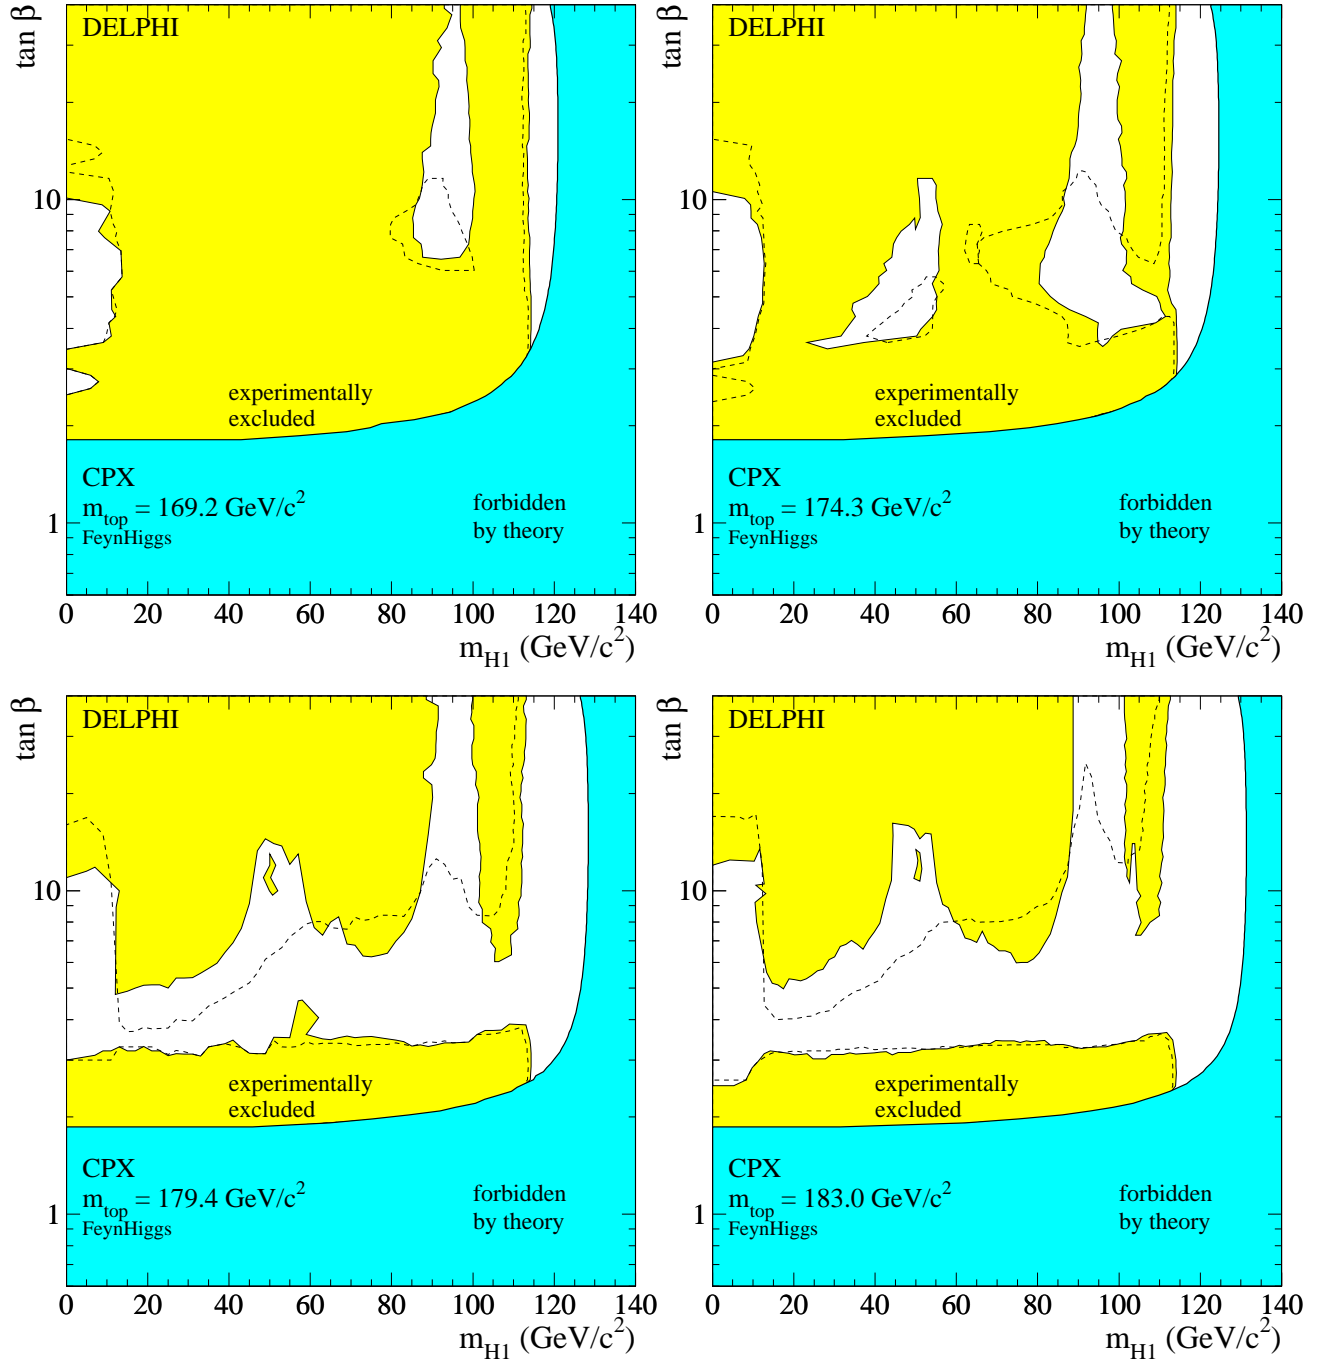 tan β
DELPHI
10
experimentally
excluded
CPX
m_top = 169.2 GeV/c²
FeynHiggs
forbidden
by theory
1
0 20 40 60 80 100 120 140
m_H1 (GeV/c²)
tan β
DELPHI
10
experimentally
excluded
CPX
m_top = 174.3 GeV/c²
FeynHiggs
forbidden
by theory
1
0 20 40 60 80 100 120 140
m_H1 (GeV/c²)
tan β
DELPHI
10
experimentally
excluded
CPX
m_top = 179.4 GeV/c²
FeynHiggs
forbidden
by theory
1
0 20 40 60 80 100 120 140
m_H1 (GeV/c²)
tan β
DELPHI
10
experimentally
excluded
CPX
m_top = 183.0 GeV/c²
FeynHiggs
forbidden
by theory
1
0 20 40 60 80 100 120 140
m_H1 (GeV/c²)